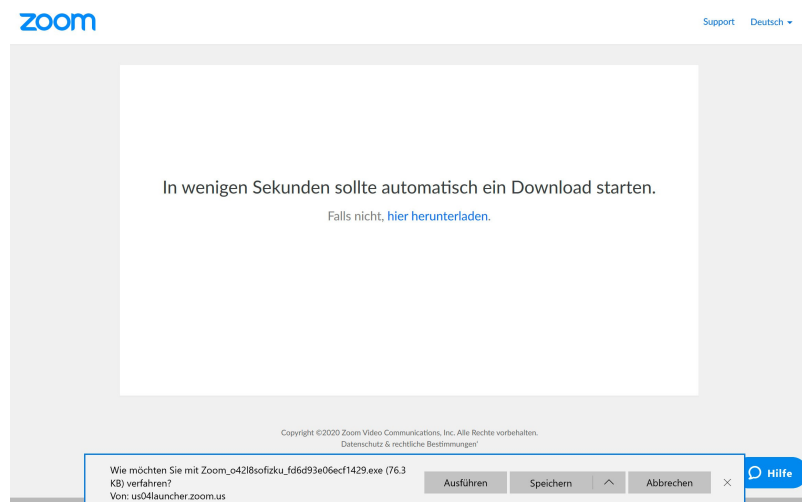 zoom
Support Deutsch
In wenigen Sekunden sollte automatisch ein Download starten.
Falls nicht, hier herunterladen.
Copyright ©2020 Zoom Video Communications, Inc. Alle Rechte vorbehalten.
Datenschutz & rechtliche Bestimmungen'
Wie möchten Sie mit Zoom_o42l8sofizku_fd6d93e06ecf1429.exe (76.3
KB) verfahren?
Von: us04launcher.zoom.us
Ausführen Speichern Abbrechen
Hilfe